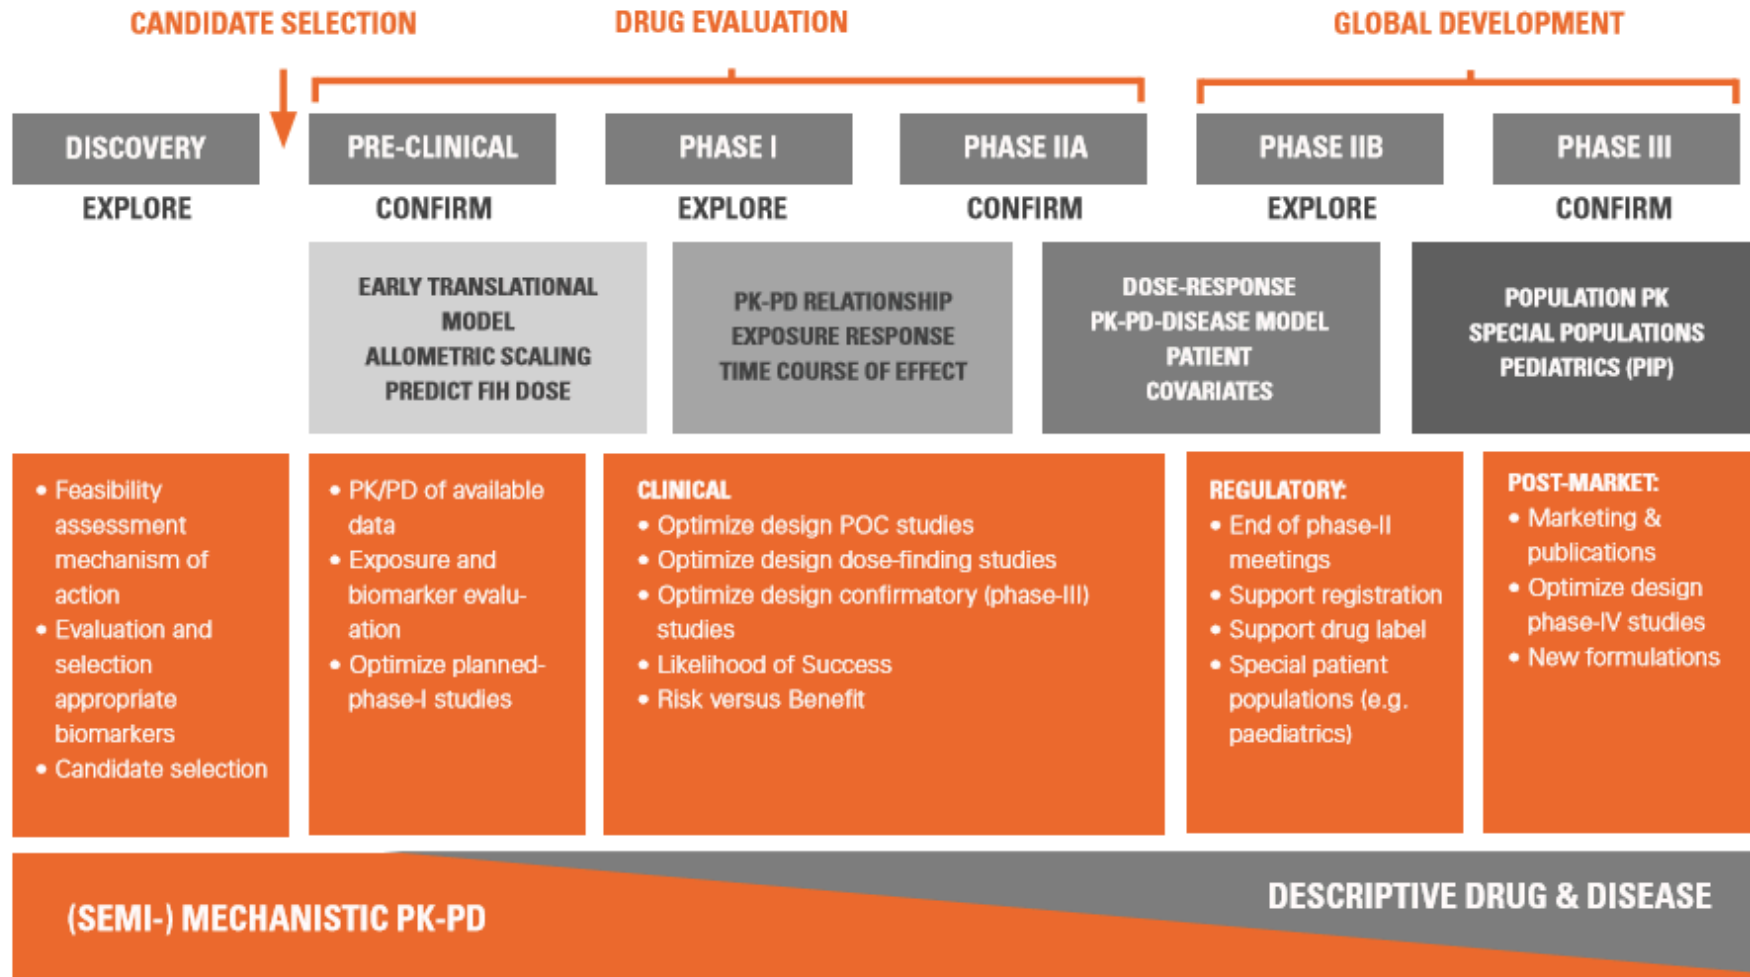 CANDIDATE SELECTION
DRUG EVALUATION
GLOBAL DEVELOPMENT
DISCOVERY
PRE-CLINICAL
PHASE I
PHASE IIA
PHASE IIB
PHASE III
EXPLORE
CONFIRM
EXPLORE
CONFIRM
EXPLORE
CONFIRM
EARLY TRANSLATIONAL
MODEL
ALLOMETRIC SCALING
PREDICT FIH DOSE
PK-PD RELATIONSHIP
EXPOSURE RESPONSE
TIME COURSE OF EFFECT
DOSE-RESPONSE
PK-PD-DISEASE MODEL
PATIENT
COVARIATES
POPULATION PK
SPECIAL POPULATIONS
PEDIATRICS (PIP)
• Feasibility
assessment
mechanism of
action
• Evaluation and
selection
appropriate
biomarkers
• Candidate selection
• PK/PD of available
data
• Exposure and
biomarker evalu-
ation
• Optimize planned-
phase-I studies
CLINICAL
• Optimize design POC studies
• Optimize design dose-finding studies
• Optimize design confirmatory (phase-III)
studies
• Likelihood of Success
• Risk versus Benefit
REGULATORY:
• End of phase-II
meetings
• Support registration
• Support drug label
• Special patient
populations (e.g.
paediatrics)
POST-MARKET:
• Marketing &
publications
• Optimize design
phase-IV studies
• New formulations
(SEMI-) MECHANISTIC PK-PD
DESCRIPTIVE DRUG & DISEASE